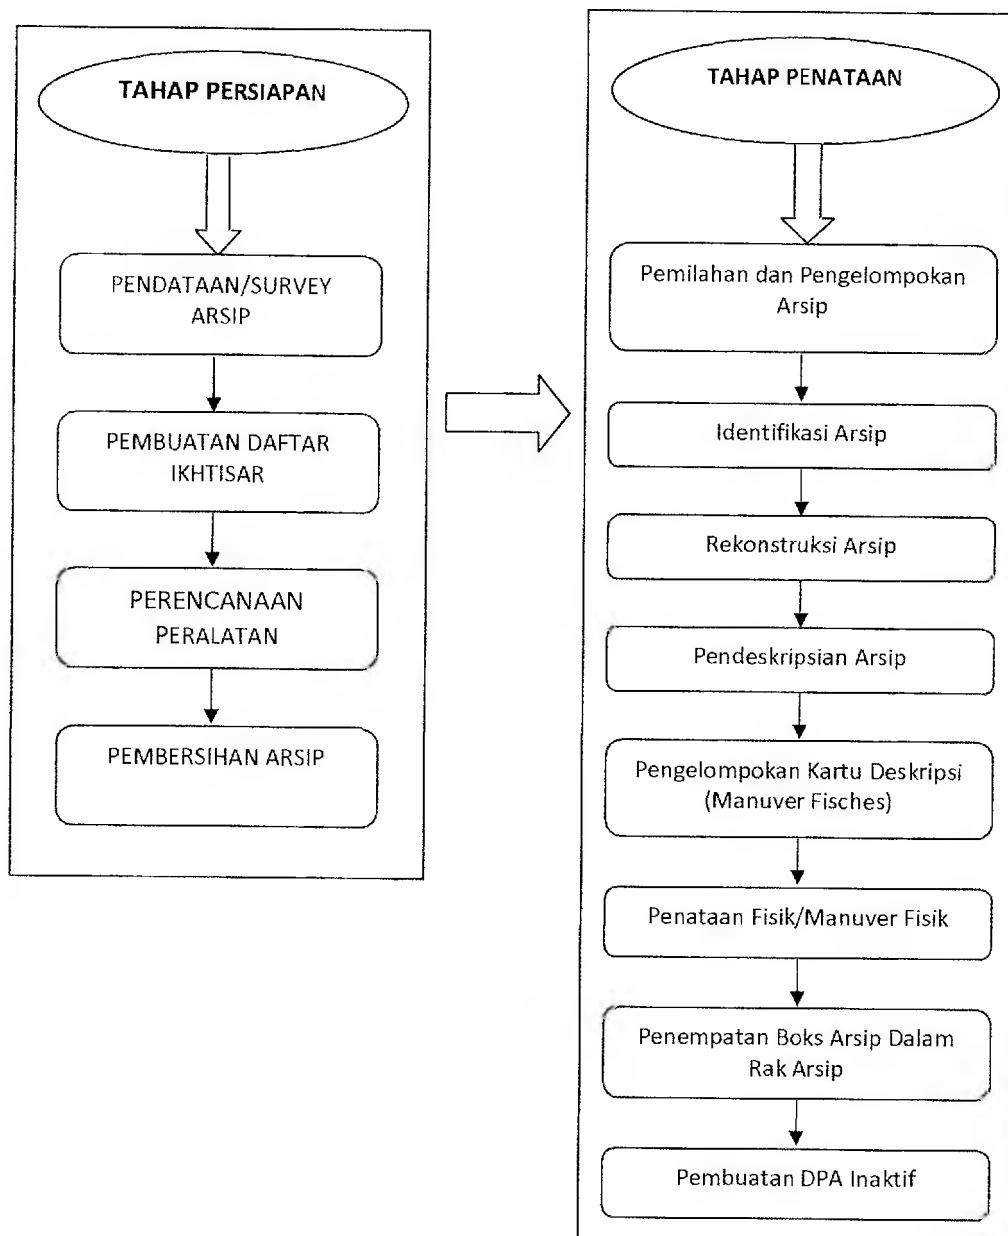 TAHAP PERSIAPAN
PENDATAAN/SURVEY
ARSIP
PEMBUATAN DAFTAR
IKHTISAR
PERENCANAAN
PERALATAN
PEMBERSIHAN ARSIP
TAHAP PENATAAN
Pemilahan dan Pengelompokan
Arsip
Identifikasi Arsip
Rekonstruksi Arsip
Pendeskripsian Arsip
Pengelompokan Kartu Deskripsi
(Manuver Fisches)
Penataan Fisik/Manuver Fisik
Penempatan Boks Arsip Dalam
Rak Arsip
Pembuatan DPA Inaktif